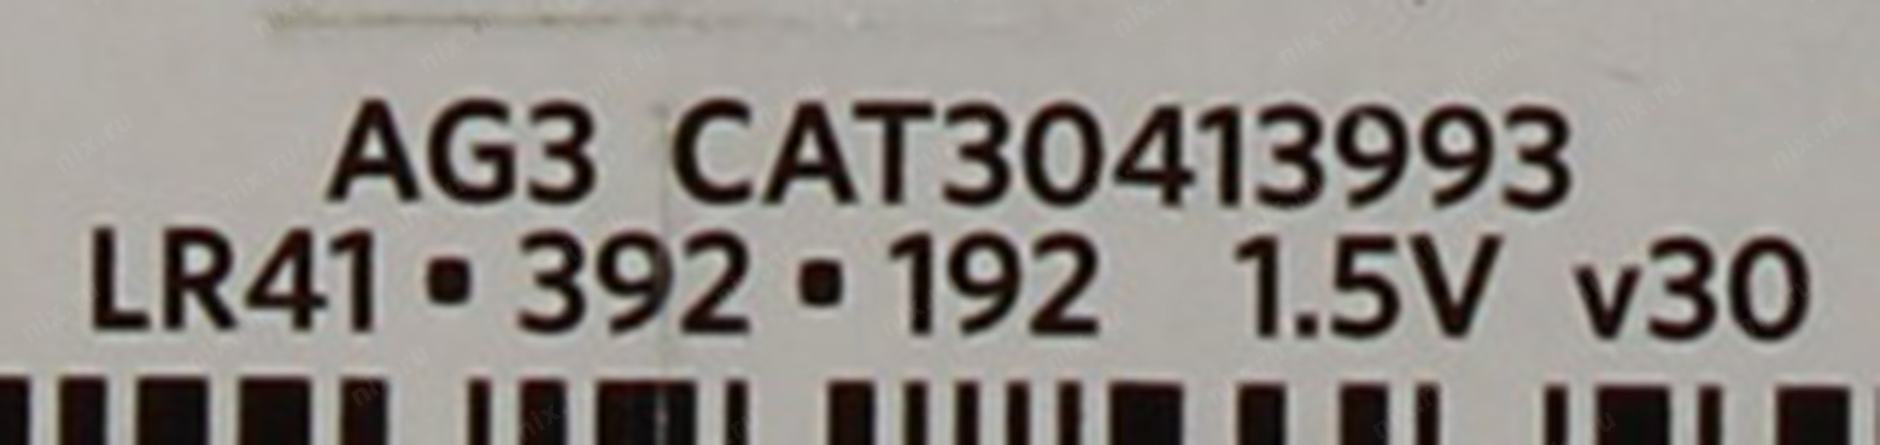 AG3 CAT30413993
LR41 ▪ 392 ▪ 192 1.5V v30